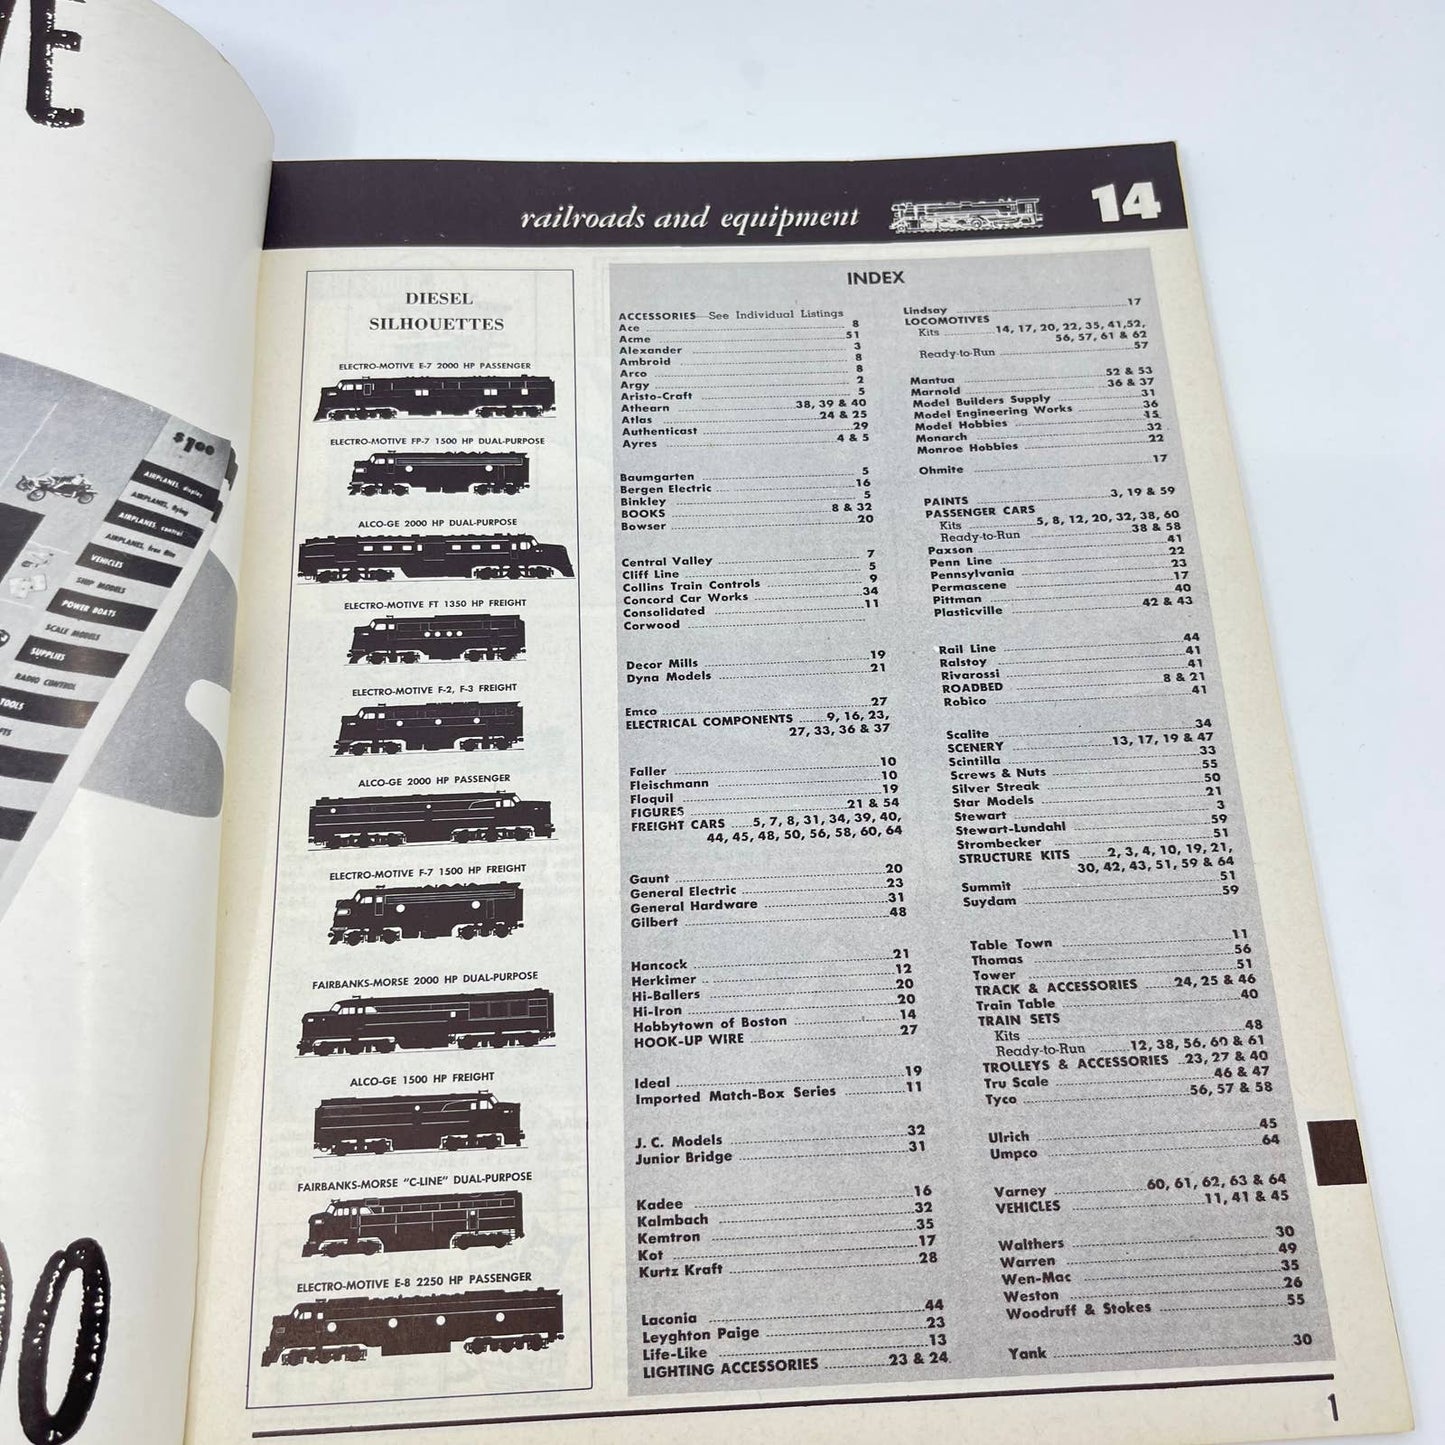 VE
$1.00
AIRPLANES, display
AIRPLANES, flying
AIRPLANES, control
AIRPLANES, free flite
VEHICLES
SHIP MODELS
POWER BOATS
SCALE MODELS
SUPPLIES
RADIO CONTROL
TOOLS
railroads and equipment
14
DIESEL
SILHOUETTES
ELECTRO-MOTIVE E-7 2000 HP PASSENGER
ELECTRO-MOTIVE FP-7 1500 HP DUAL-PURPOSE
ALCO-GE 2000 HP DUAL-PURPOSE
ELECTRO-MOTIVE FT 1350 HP FREIGHT
ELECTRO-MOTIVE F-2, F-3 FREIGHT
ALCO-GE 2000 HP PASSENGER
ELECTRO-MOTIVE F-7 1500 HP FREIGHT
FAIRBANKS-MORSE 2000 HP DUAL-PURPOSE
ALCO-GE 1500 HP FREIGHT
FAIRBANKS-MORSE "C-LINE" DUAL-PURPOSE
ELECTRO-MOTIVE E-8 2250 HP PASSENGER
INDEX
ACCESSORIES—See Individual Listings
Ace 8
Acme 51
Alexander 3
Ambroid 8
Arco 8
Argy 2
Aristo-Craft 5
Athearn 38, 39 & 40
Atlas 24 & 25
Authenticast 29
Ayres 4 & 5
Baumgarten 5
Bergen Electric 16
Binkley 5
BOOKS 8 & 32
Bowser 20
Central Valley 7
Cliff Line 5
Collins Train Controls 9
Concord Car Works 34
Consolidated 11
Corwood
Decor Mills 19
Dyna Models 21
Emco 27
ELECTRICAL COMPONENTS 9, 16, 23,
27, 33, 36 & 37
Faller 10
Fleischmann 10
Floquil 19
FIGURES 21 & 54
FREIGHT CARS 5, 7, 8, 31, 34, 39, 40,
44, 45, 48, 50, 56, 58, 60, 64
Gaunt 20
General Electric 23
General Hardware 31
Gilbert 48
Hancock 21
Herkimer 12
Hi-Ballers 20
Hi-Iron 20
Hobbytown of Boston 14
HOOK-UP WIRE 27
Ideal 19
Imported Match-Box Series 11
J. C. Models 32
Junior Bridge 31
Kadee 16
Kalmbach 32
Kemtron 35
Kot 17
Kurtz Kraft 28
Laconia 44
Leyghton Paige 23
Life-Like 13
LIGHTING ACCESSORIES 23 & 24
Lindsay 17
LOCOMOTIVES
Kits 14, 17, 20, 22, 35, 41, 52,
56, 57, 61 & 62
Ready-to-Run 57
Mantua 52 & 53
Marnold 36 & 37
Model Builders Supply 31
Model Engineering Works 36
Model Hobbies 15
Monarch 32
Monroe Hobbies 22
Ohmite 17
PAINTS 3, 19 & 59
PASSENGER CARS
Kits 5, 8, 12, 20, 32, 38, 60
Ready-to-Run 38 & 58
Paxson 41
Penn Line 22
Pennsylvania 23
Permascene 17
Pittman 40
Plasticville 42 & 43
Rail Line 44
Ralstoy 41
Rivarossi 41
ROADBED 8 & 21
Robico 41
Scalite 34
SCENERY 13, 17, 19 & 47
Scintilla 33
Screws & Nuts 55
Silver Streak 50
Star Models 21
Stewart 3
Stewart-Lundahl 59
Strombecker 51
STRUCTURE KITS 2, 3, 4, 10, 19, 21,
30, 42, 43, 51, 59 & 64
Summit 51
Suydam 59
Table Town 11
Thomas 56
Tower 51
TRACK & ACCESSORIES 24, 25 & 46
Train Table 40
TRAIN SETS
Kits 48
Ready-to-Run 12, 38, 56, 60 & 61
TROLLEYS & ACCESSORIES 23, 27 & 40
Tru Scale 46 & 47
Tyco 56, 57 & 58
Ulrich 45
Umpco 64
Varney 60, 61, 62, 63 & 64
VEHICLES 11, 41 & 45
Walthers 30
Warren 49
Wen-Mac 35
Weston 26
Woodruff & Stokes 55
Yank 30
1